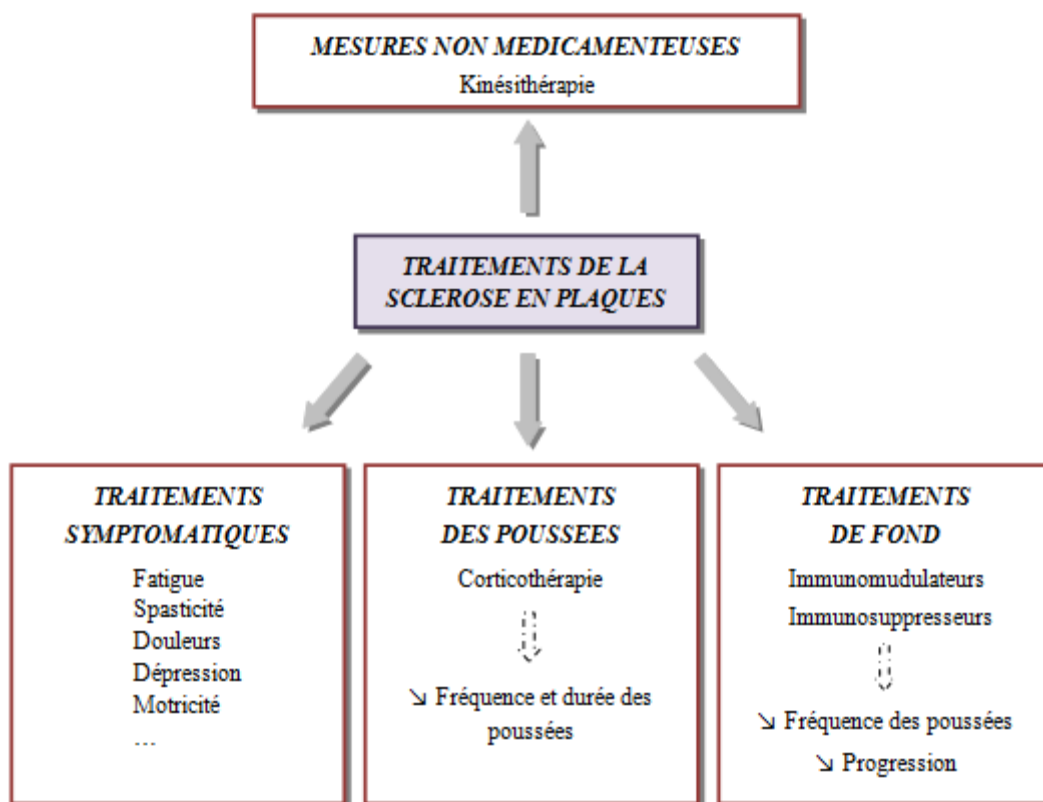 MESURES NON MEDICAMENTEUSES
Kinésithérapie
TRAITEMENTS DE LA
SCLEROSE EN PLAQUES
TRAITEMENTS
SYMPTOMATIQUES
Fatigue
Spasticité
Douleurs
Dépression
Motricité
…
TRAITEMENTS
DES POUSSEES
Corticothérapie
↘ Fréquence et durée des
poussées
TRAITEMENTS
DE FOND
Immunomudulateurs
Immunosuppresseurs
↘ Fréquence des poussées
↘ Progression